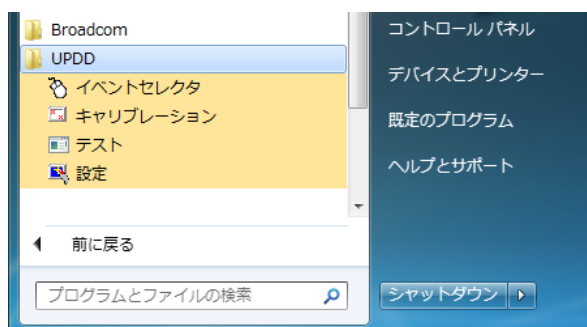 Broadcom
UPDD
イベントセレクタ
キャリブレーション
テスト
設定
前に戻る
プログラムとファイルの検索
コントロール パネル
デバイスとプリンター
既定のプログラム
ヘルプとサポート
シャットダウン